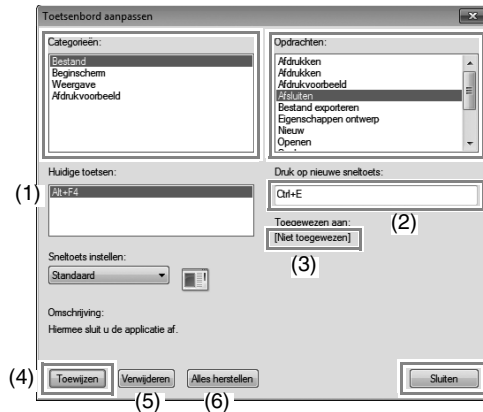 Toetsenbord aanpassen
Categorieën:
Bestand
Beginscherm
Weergave
Afdrukvoorbeeld
Opdrachten:
Afdrukken
Afdrukken
Afdrukvoorbeeld
Afsluiten
Bestand exporteren
Eigenschappen ontwerp
Nieuw
Openen
Huidige toetsen:
(1)
Alt+F4
Druk op nieuwe sneltoets:
Ctrl+E
(2)
Toegewezen aan:
[Niet toegewezen]
(3)
Sneltoets instellen:
Standaard
Omschrijving:
Hiermee sluit u de applicatie af.
(4)
Toewijzen
Verwijderen
Alles herstellen
Sluiten
(5)
(6)